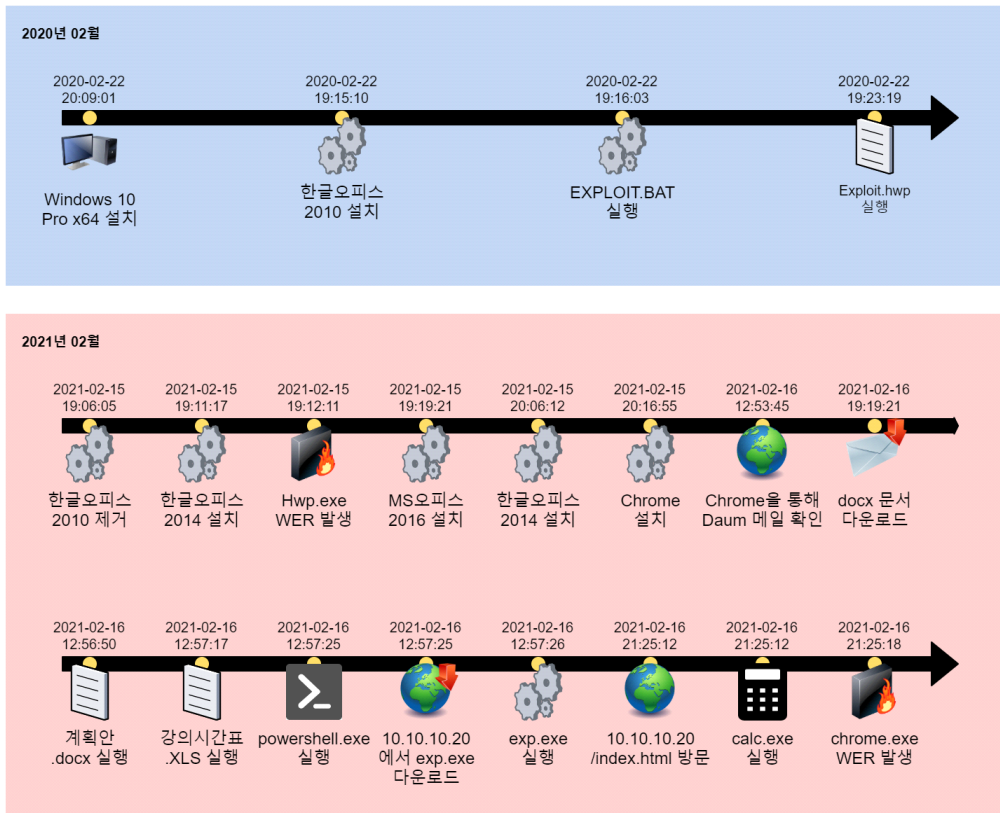 2020년 02월
2020-02-22
20:09:01
2020-02-22
19:15:10
2020-02-22
19:16:03
2020-02-22
19:23:19
Windows 10
Pro x64 설치
한글오피스
2010 설치
EXPLOIT.BAT
실행
Exploit.hwp
실행
2021년 02월
2021-02-15
19:06:05
2021-02-15
19:11:17
2021-02-15
19:12:11
2021-02-15
19:19:21
2021-02-15
20:06:12
2021-02-15
20:16:55
2021-02-16
12:53:45
2021-02-16
19:19:21
한글오피스
2010 제거
한글오피스
2014 설치
Hwp.exe
WER 발생
MS오피스
2016 설치
한글오피스
2014 설치
Chrome
설치
Chrome을 통해
Daum 메일 확인
docx 문서
다운로드
2021-02-16
12:56:50
2021-02-16
12:57:17
2021-02-16
12:57:25
2021-02-16
12:57:25
2021-02-16
12:57:26
2021-02-16
21:25:12
2021-02-16
21:25:12
2021-02-16
21:25:18
계획안
.docx 실행
강의시간표
.XLS 실행
powershell.exe
실행
10.10.10.20
에서 exp.exe
다운로드
exp.exe
실행
10.10.10.20
/index.html 방문
calc.exe
실행
chrome.exe
WER 발생